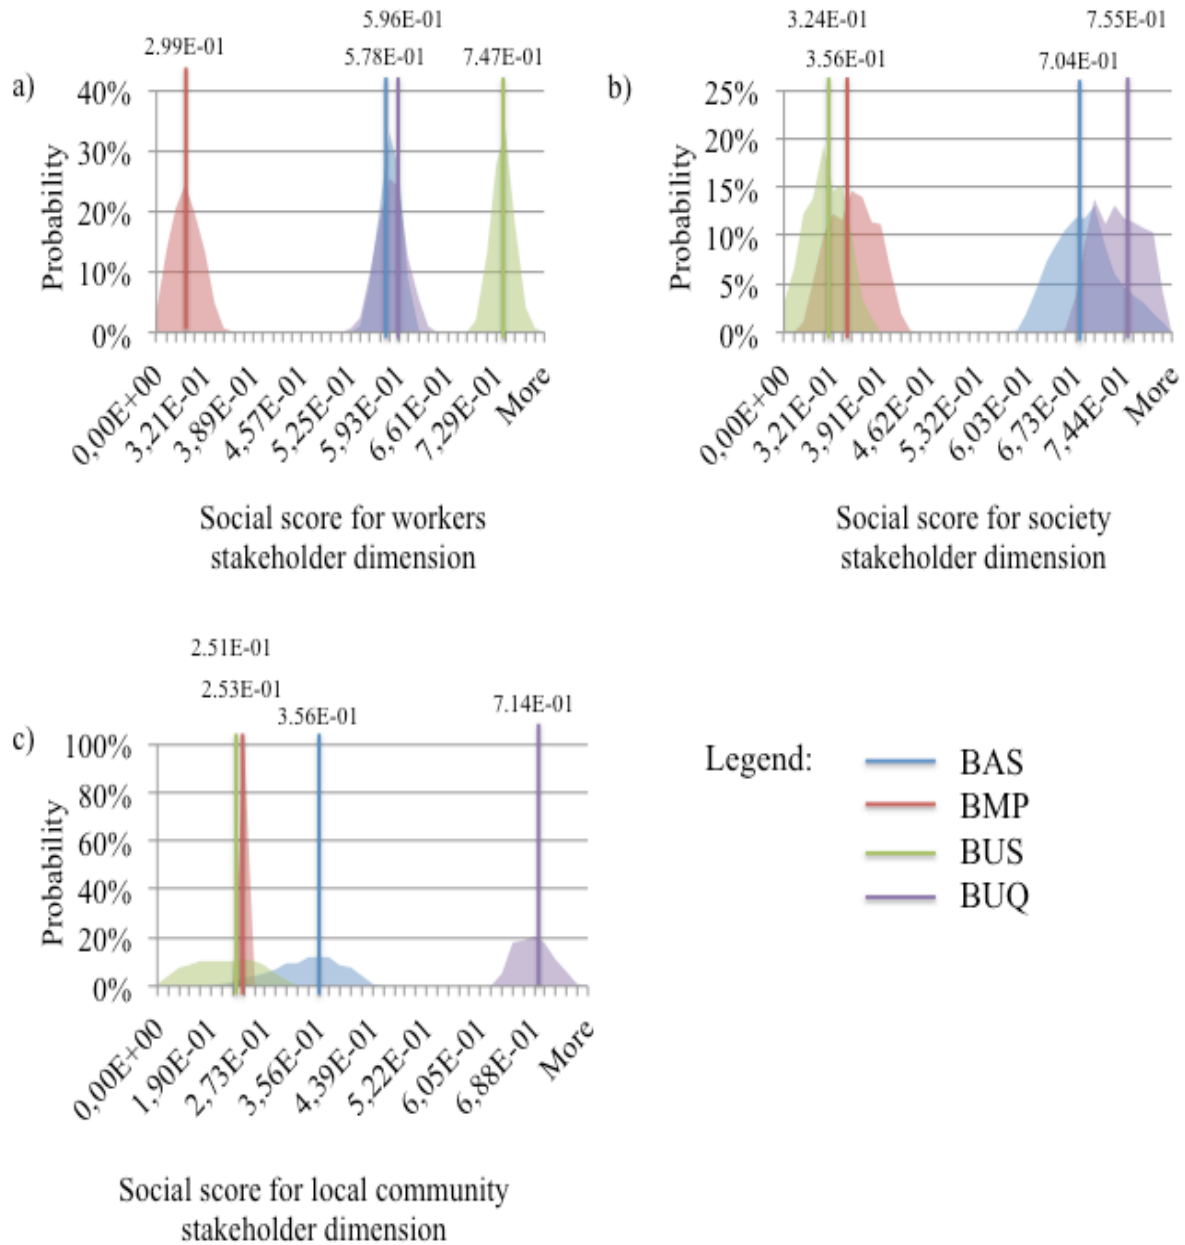 5.96E-01
2.99E-01
5.78E-01
7.47E-01
a)
40%
30%
20%
10%
0%
Probability
0,00E+00
3,21E-01
3,89E-01
4,57E-01
5,25E-01
5,93E-01
6,61E-01
7,29E-01
More
Social score for workers
stakeholder dimension
3.24E-01
7.55E-01
3.56E-01
7.04E-01
b)
25%
20%
15%
10%
5%
0%
Probability
0,00E+00
3,21E-01
3,91E-01
4,62E-01
5,32E-01
6,03E-01
6,73E-01
7,44E-01
More
Social score for society
stakeholder dimension
2.51E-01
2.53E-01
3.56E-01
7.14E-01
c)
100%
80%
60%
40%
20%
0%
Probability
0,00E+00
1,90E-01
2,73E-01
3,56E-01
4,39E-01
5,22E-01
6,05E-01
6,88E-01
More
Social score for local community
stakeholder dimension
Legend:
BAS
BMP
BUS
BUQ